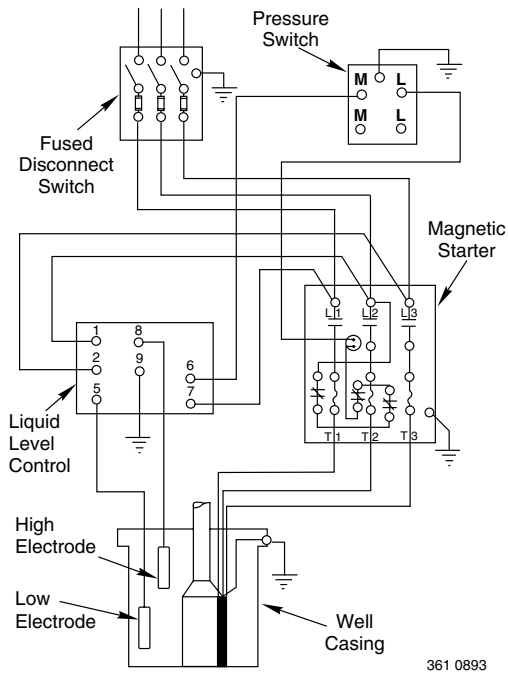 Pressure
Switch
M L
M L
Fused
Disconnect
Switch
Magnetic
Starter
L1 L2 L3
1 8
2 9
5
6
7
Liquid
Level
Control
T1 T2 T3
High
Electrode
Low
Electrode
Well
Casing
361 0893